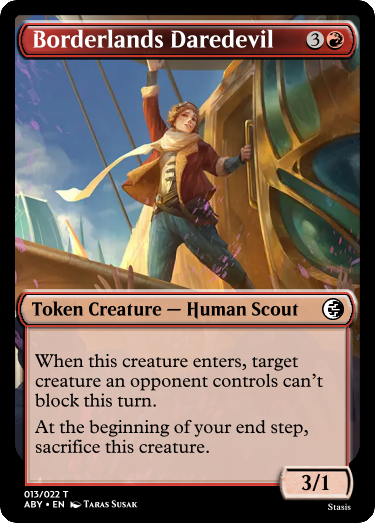 Borderlands Daredevil 3
Token Creature — Human Scout
When this creature enters, target
creature an opponent controls can't
block this turn.
At the beginning of your end step,
sacrifice this creature.
3/1
013/022 T
ABY • EN Taras Susak
Stasis